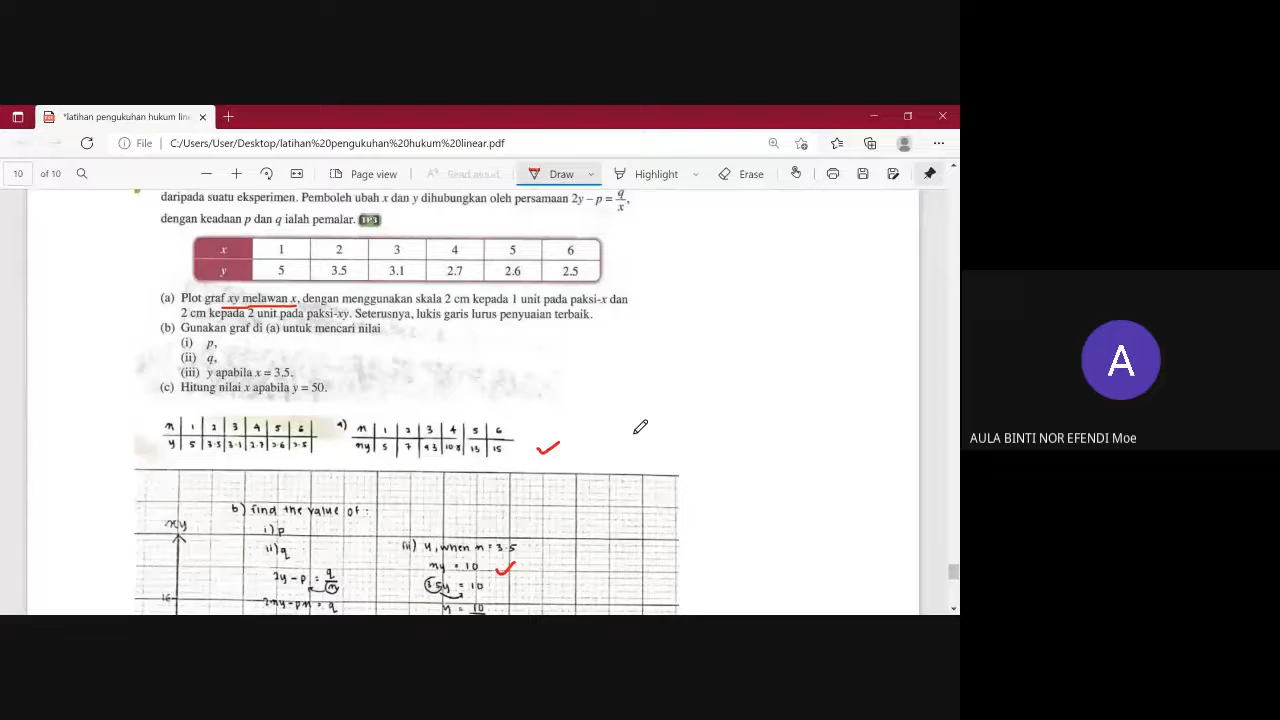 *latihan pengukuhan hukum line
File C:/Users/User/Desktop/latihan%20pengukuhan%20hukum%20linear.pdf
10 of 10 Page view Read aloud Draw Highlight Erase
daripada suatu eksperimen. Pemboleh ubah x dan y dihubungkan oleh persamaan 2y – p = q/x,
dengan keadaan p dan q ialah pemalar. TP3
x 1 2 3 4 5 6
y 5 3.5 3.1 2.7 2.6 2.5
(a) Plot graf xy melawan x, dengan menggunakan skala 2 cm kepada 1 unit pada paksi-x dan
2 cm kepada 2 unit pada paksi-xy. Seterusnya, lukis garis lurus penyuaian terbaik.
(b) Gunakan graf di (a) untuk mencari nilai
(i) p,
(ii) q,
(iii) y apabila x = 3.5.
(c) Hitung nilai x apabila y = 50.
x 1 2 3 4 5 6
y 5 3.5 3.1 2.7 2.6 2.5
a) x 1 2 3 4 5 6
xy 5 7 9.3 10.8 13 15
b) find the value of :
xy
i) p
ii) q
2y - p = q/x
2xy - px = q
16
iii) y, when x = 3.5
xy = 10
3.5y = 10
y = 10
A
AULA BINTI NOR EFENDI Moe